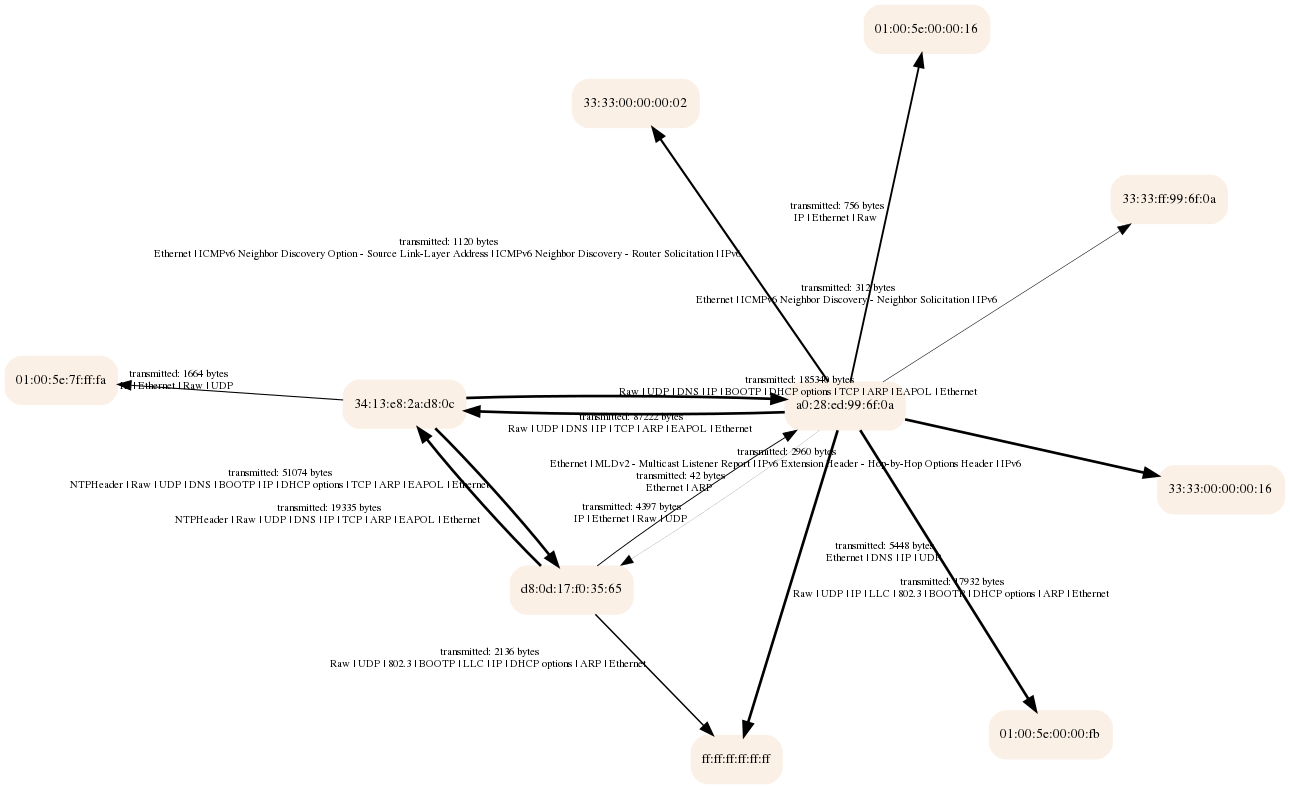 01:00:5e:00:00:16
33:33:00:00:00:02
33:33:ff:99:6f:0a
transmitted: 756 bytes
IP | Ethernet | Raw
transmitted: 1120 bytes
Ethernet | ICMPv6 Neighbor Discovery Option - Source Link-Layer Address | ICMPv6 Neighbor Discovery - Router Solicitation | IPv6
transmitted: 312 bytes
Ethernet | ICMPv6 Neighbor Discovery - Neighbor Solicitation | IPv6
01:00:5e:7f:ff:fa
transmitted: 1664 bytes
IP | Ethernet | Raw | UDP
34:13:e8:2a:d8:0c
transmitted: 185340 bytes
Raw | UDP | DNS | IP | BOOTP | DHCP options | TCP | ARP | EAPOL | Ethernet
a0:28:ed:99:6f:0a
transmitted: 87222 bytes
Raw | UDP | DNS | IP | TCP | ARP | EAPOL | Ethernet
transmitted: 2960 bytes
Ethernet | MLDv2 - Multicast Listener Report | IPv6 Extension Header - Hop-by-Hop Options Header | IPv6
transmitted: 51074 bytes
NTPHeader | Raw | UDP | DNS | BOOTP | IP | DHCP options | TCP | ARP | EAPOL | Ethernet
transmitted: 42 bytes
Ethernet | ARP
33:33:00:00:00:16
transmitted: 19335 bytes
NTPHeader | Raw | UDP | DNS | IP | TCP | ARP | EAPOL | Ethernet
transmitted: 4397 bytes
IP | Ethernet | Raw | UDP
transmitted: 5448 bytes
Ethernet | DNS | IP | UDP
d8:0d:17:f0:35:65
transmitted: 17932 bytes
Raw | UDP | IP | LLC | 802.3 | BOOTP | DHCP options | ARP | Ethernet
transmitted: 2136 bytes
Raw | UDP | 802.3 | BOOTP | LLC | IP | DHCP options | ARP | Ethernet
01:00:5e:00:00:fb
ff:ff:ff:ff:ff:ff